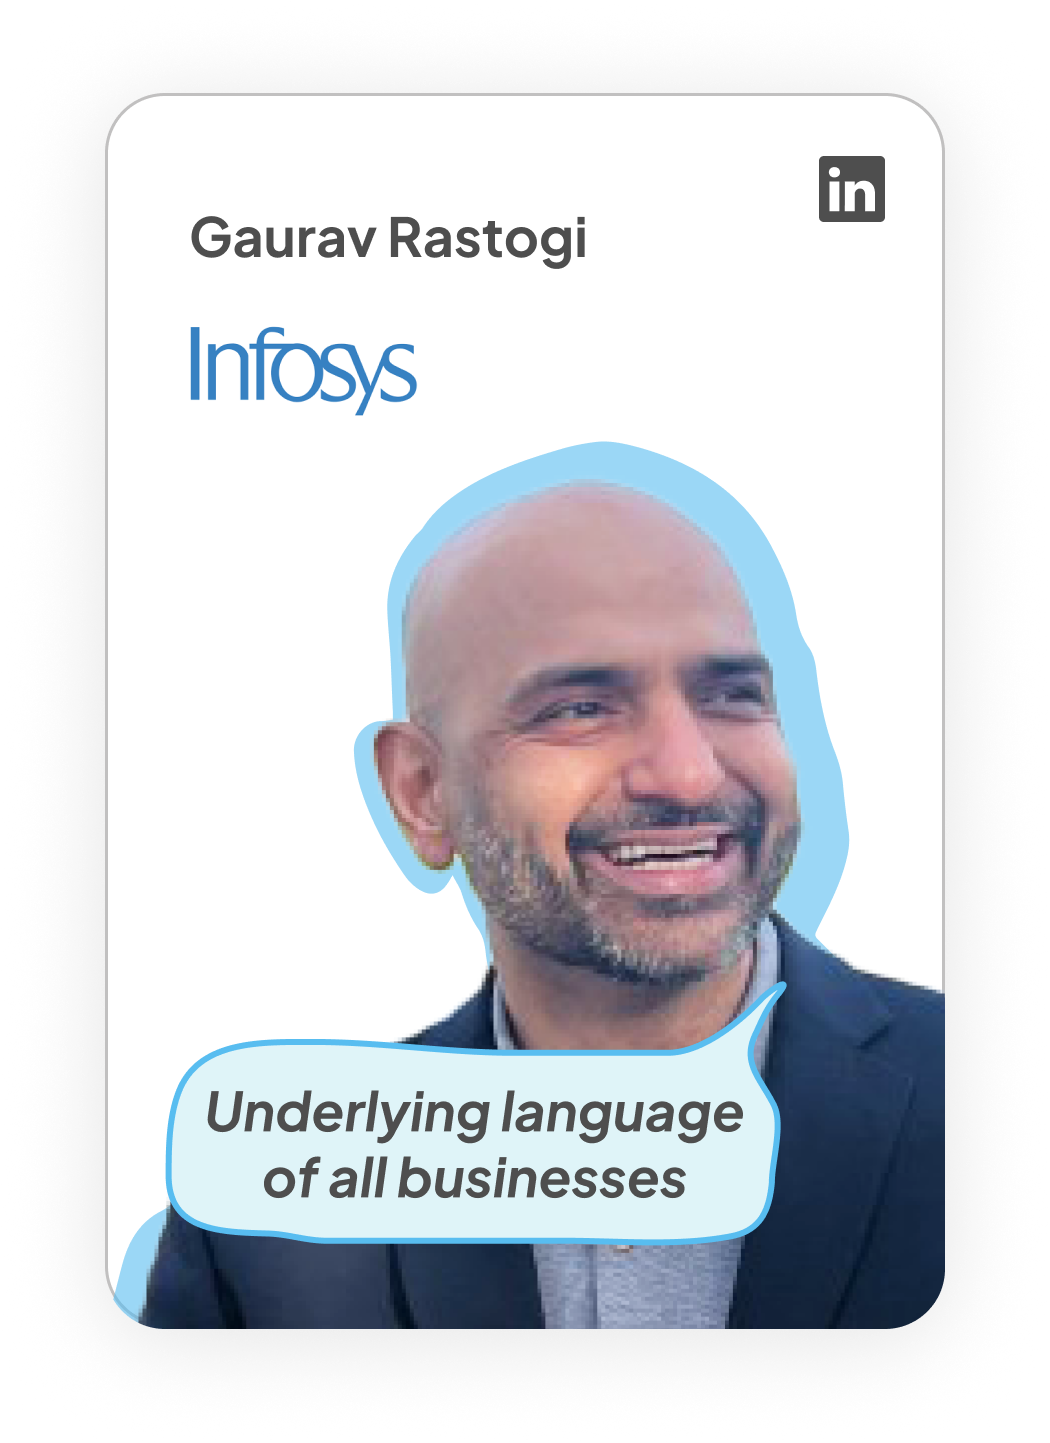 in
Gaurav Rastogi
Infosys
Underlying language
of all businesses